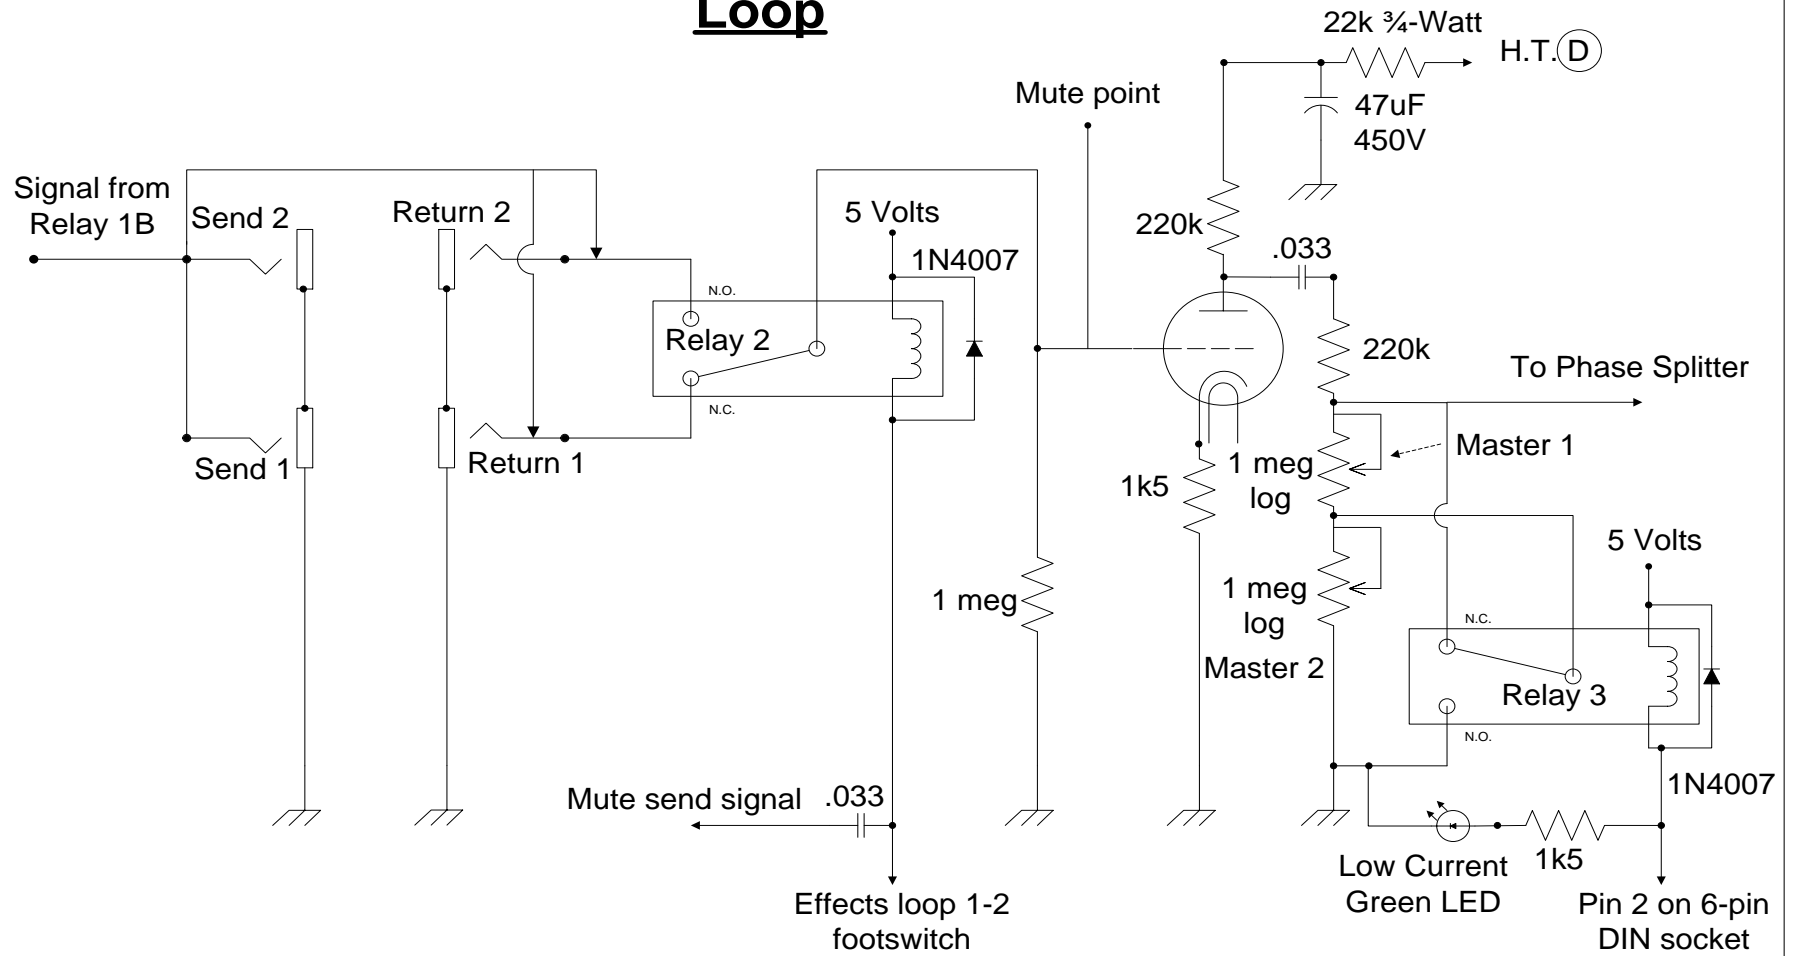 Loop
22k ¾-Watt
H.T. D
Mute point
47uF
450V
Signal from
Relay 1B
Send 2
Return 2
5 Volts
1N4007
220k
.033
N.O.
Relay 2
N.C.
220k
To Phase Splitter
Send 1
Return 1
1k5
1 meg
log
Master 1
5 Volts
1 meg
1 meg
log
Master 2
N.C.
Relay 3
N.O.
Mute send signal
.033
1N4007
Low Current
Green LED
1k5
Effects loop 1-2
footswitch
Pin 2 on 6-pin
DIN socket